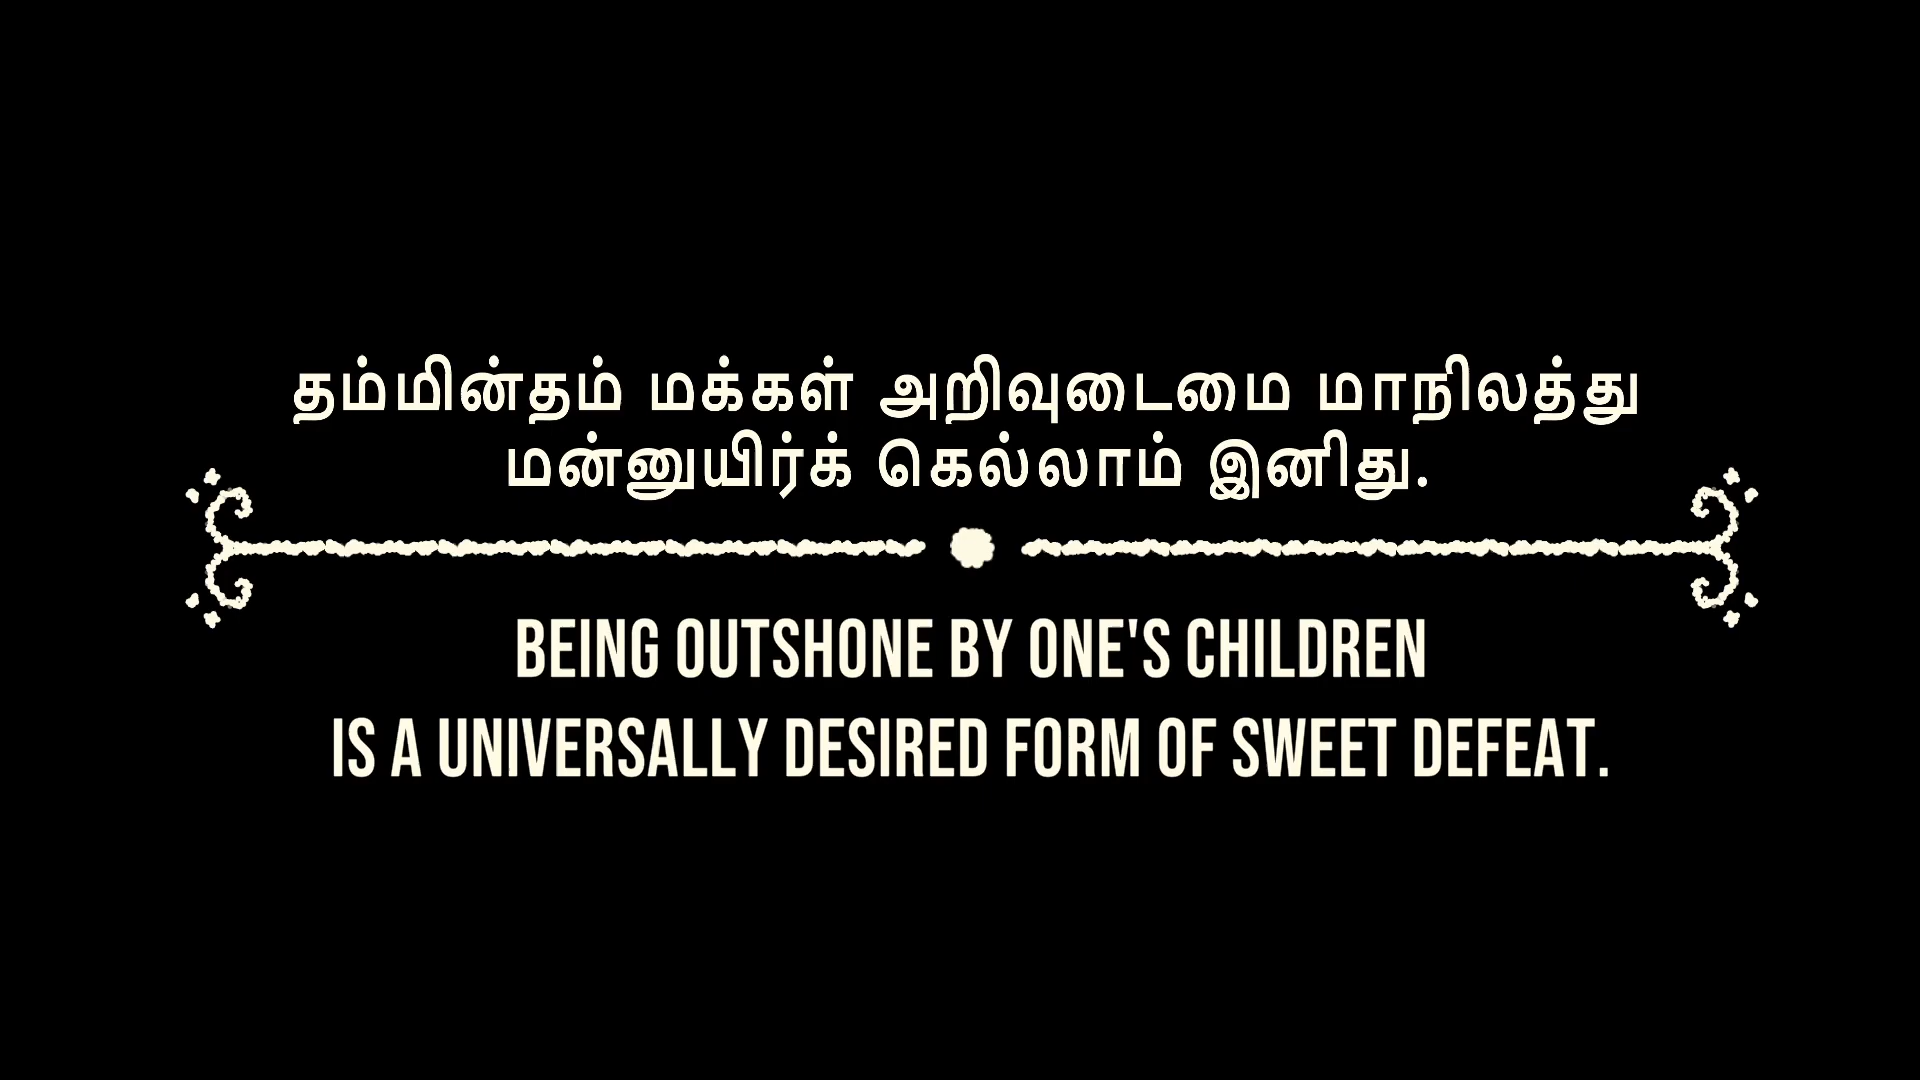 தம்மின்தம் மக்கள் அறிவுடைமை மாநிலத்து
மன்னுயிர்க் கெல்லாம் இனிது.
BEING OUTSHONE BY ONE'S CHILDREN
IS A UNIVERSALLY DESIRED FORM OF SWEET DEFEAT.